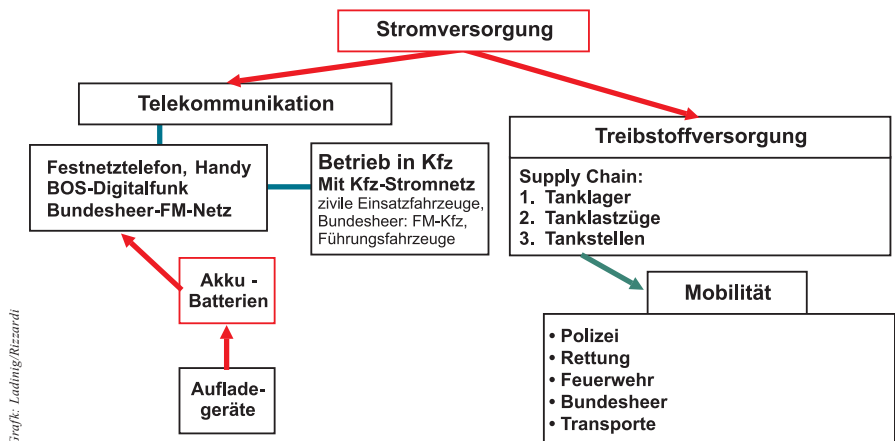 Stromversorgung
Telekommunikation
Festnetztelefon, Handy
BOS-Digitalfunk
Bundesheer-FM-Netz
Betrieb in Kfz
Mit Kfz-Stromnetz
zivile Einsatzfahrzeuge,
Bundesheer: FM-Kfz,
Führungsfahrzeuge
Akku -
Batterien
Auflade-
geräte
Treibstoffversorgung
Supply Chain:
1. Tanklager
2. Tanklastzüge
3. Tankstellen
Mobilität
• Polizei
• Rettung
• Feuerwehr
• Bundesheer
• Transporte
Grafk: Ladinig/Rizzardi